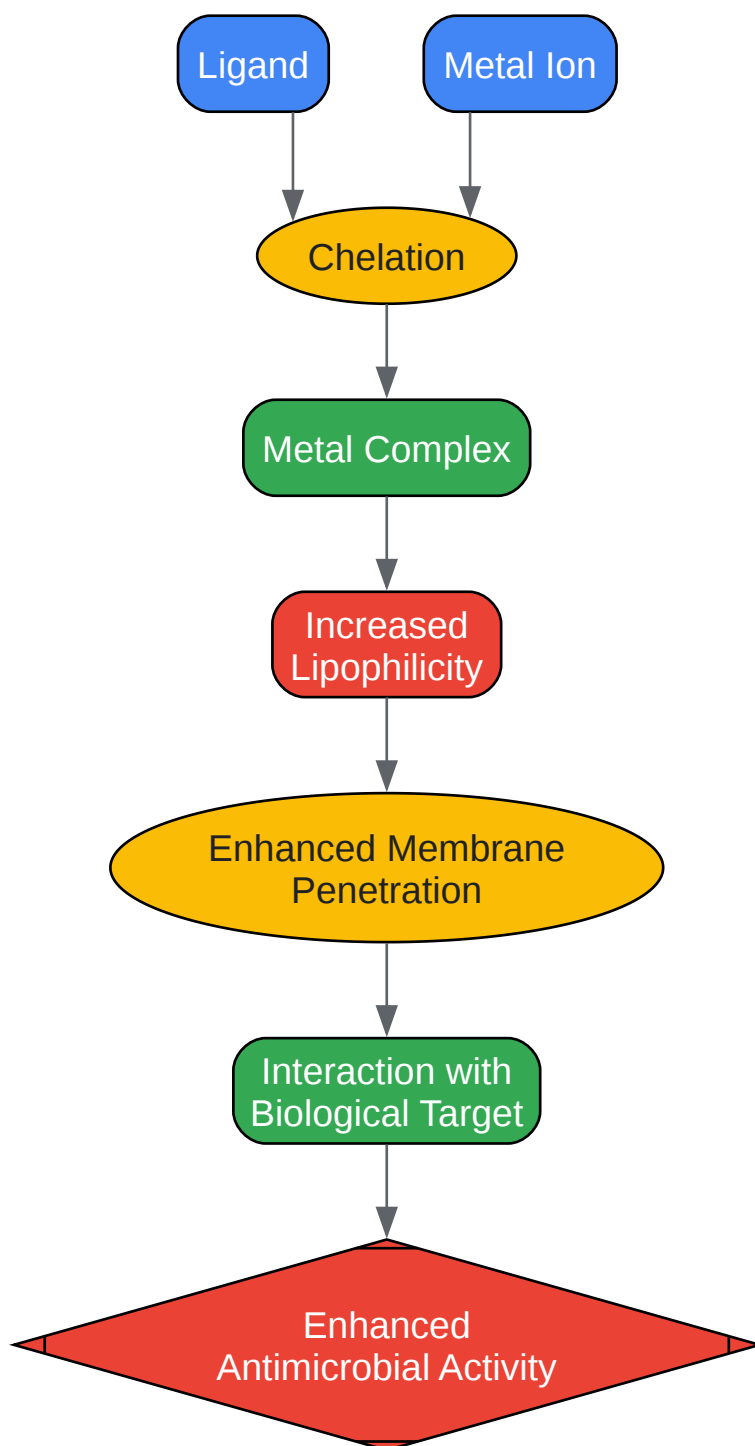 Ligand
Metal Ion
Chelation
Metal Complex
Increased
Lipophilicity
Enhanced Membrane
Penetration
Interaction with
Biological Target
Enhanced
Antimicrobial Activity